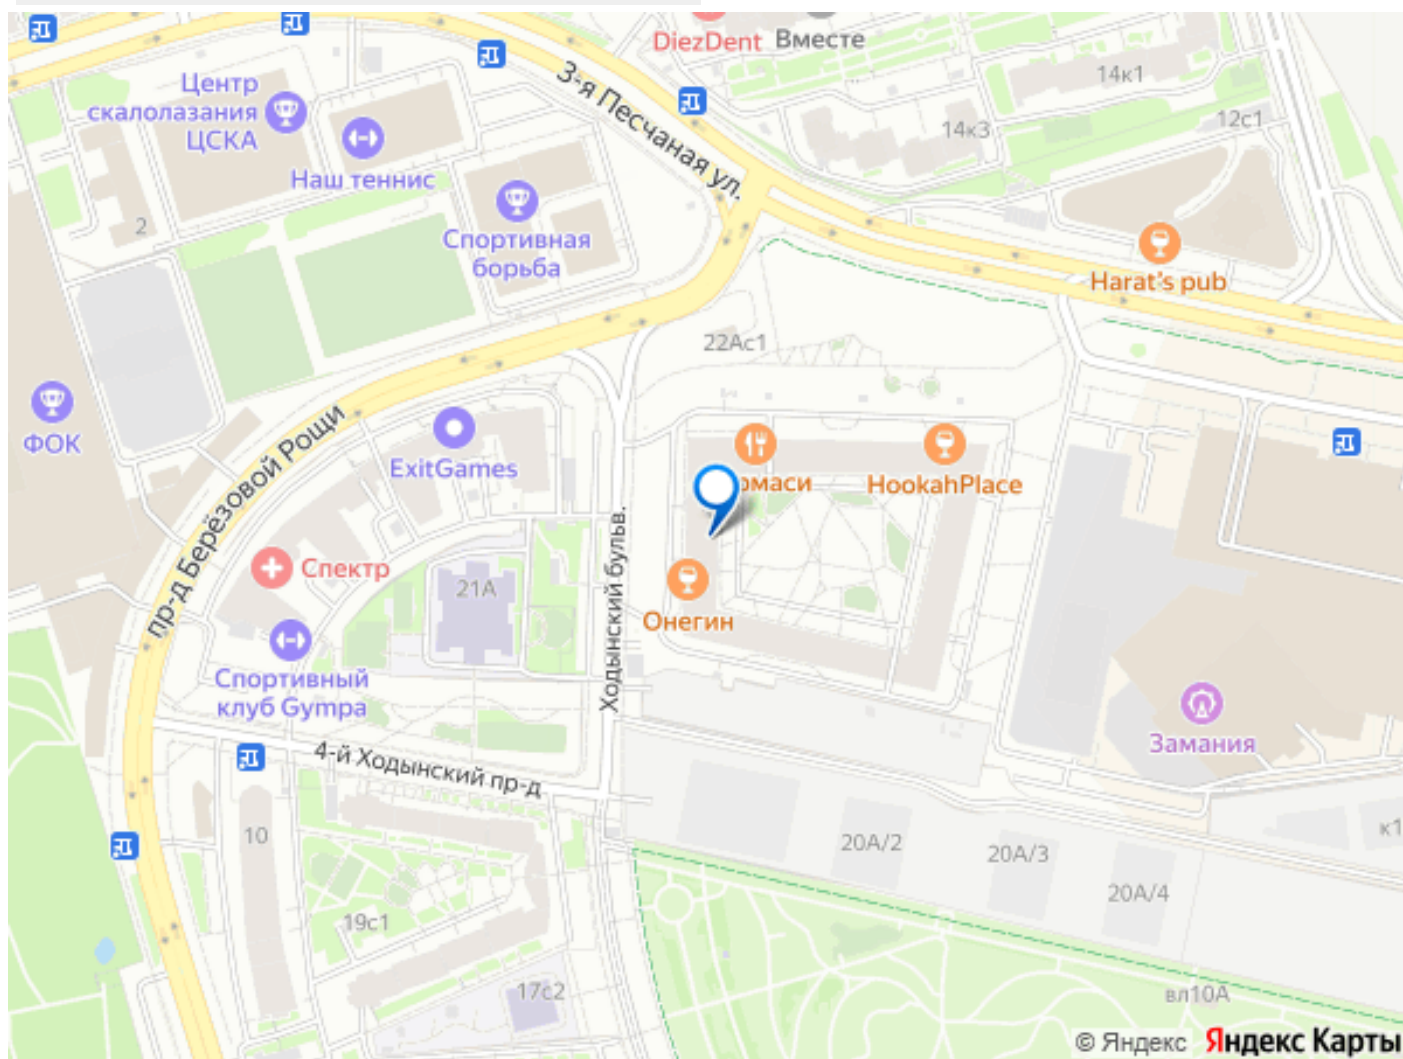 DiezDent
Вместе
Центр
скалолазания
ЦСКА
3-я Песчаная ул.
14к1
12с1
14к3
Наш теннис
2
Спортивная
борьба
Harat's pub
22Ас1
ФОК
ExitGames
пр-д Берёзовой Рощи
HookahPlace
Ходынский бульв.
Спектр
21А
Онегин
Спортивный
клуб Gympa
Замания
4-й Ходынский пр-д
10
20А/2
20А/3
20А/4
к1
19с1
17с2
вл10А
© Яндекс Яндекс Карты